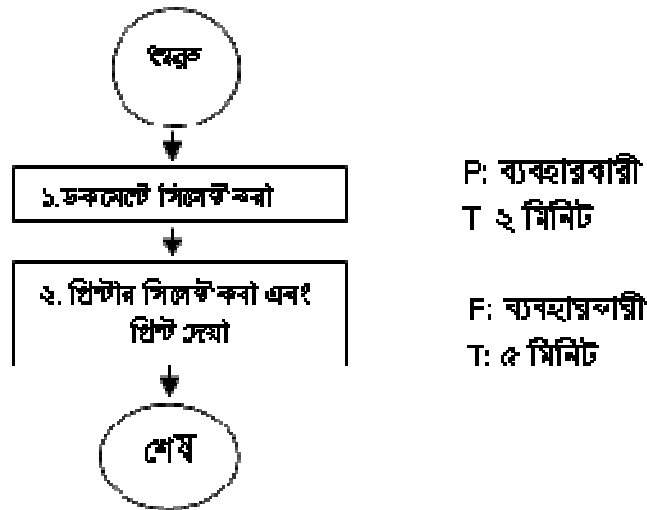 শুরু
১.ডকুমেন্ট সিলেক্ট করা
P: ব্যবহারকারী
T ২ মিনিট
২. প্রিন্টার সিলেক্ট করা এবং
প্রিন্ট দেয়া
F: ব্যবহারকারী
T: ৫ মিনিট
শেষ